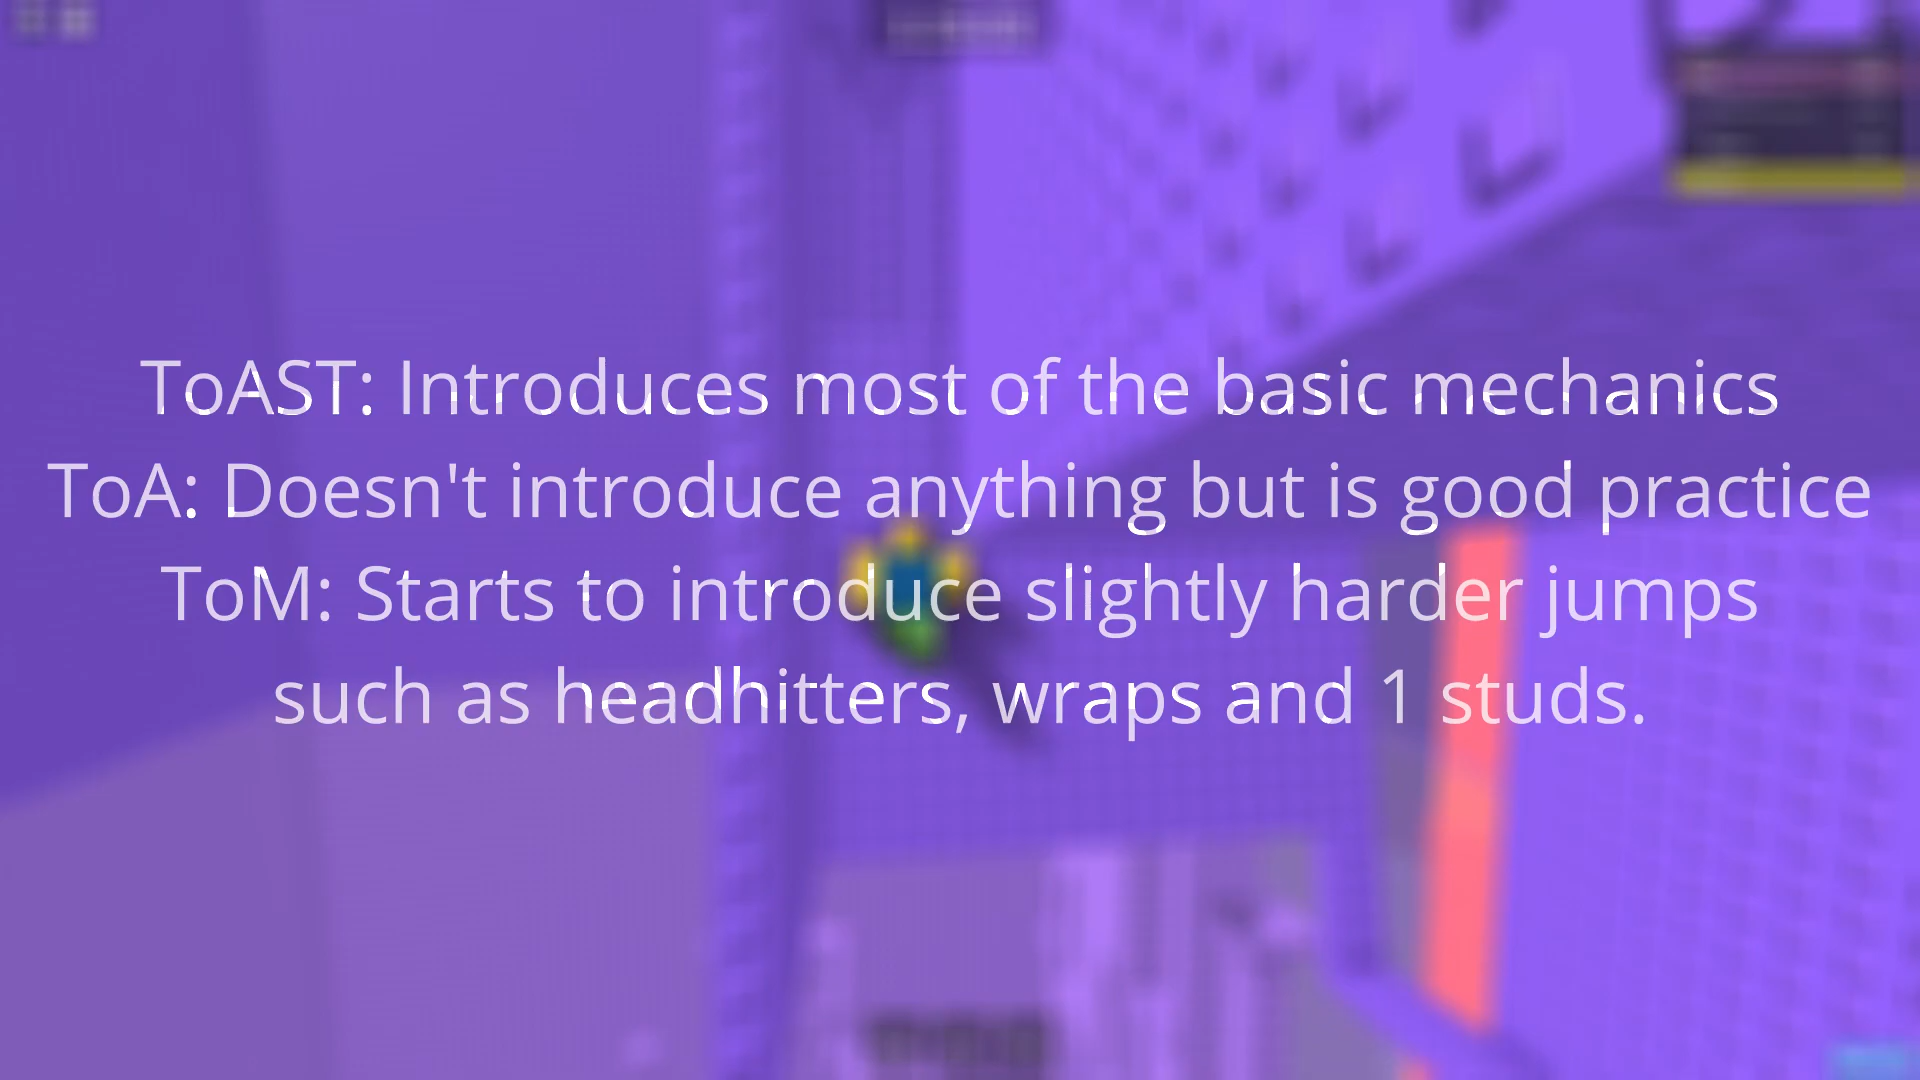 ToAST: Introduces most of the basic mechanics
ToA: Doesn't introduce anything but is good practice
ToM: Starts to introduce slightly harder jumps
such as headhitters, wraps and 1 studs.